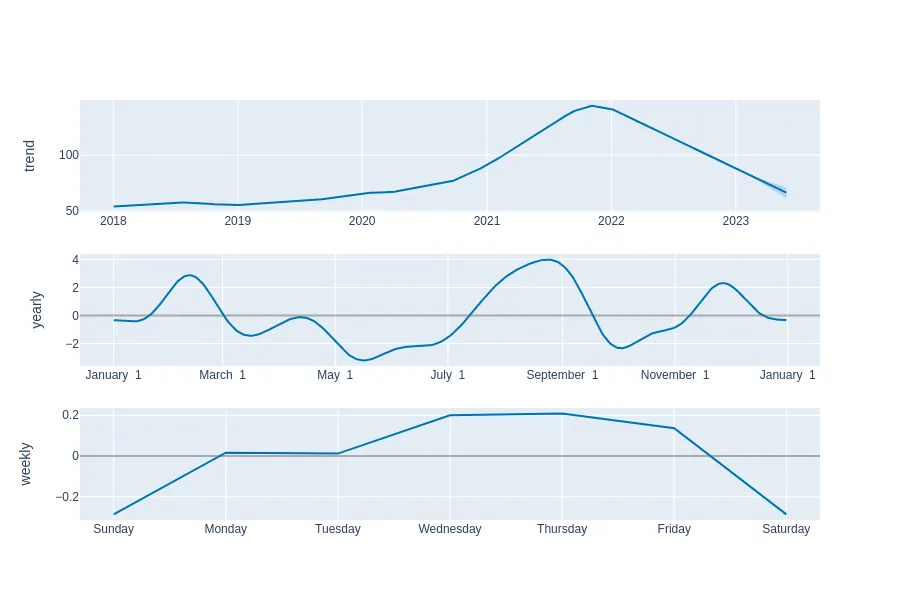 trend
100
50
2018 2019 2020 2021 2022 2023
yearly
4
2
0
−2
January 1 March 1 May 1 July 1 September 1 November 1 January 1
weekly
0.2
0
−0.2
Sunday Monday Tuesday Wednesday Thursday Friday Saturday